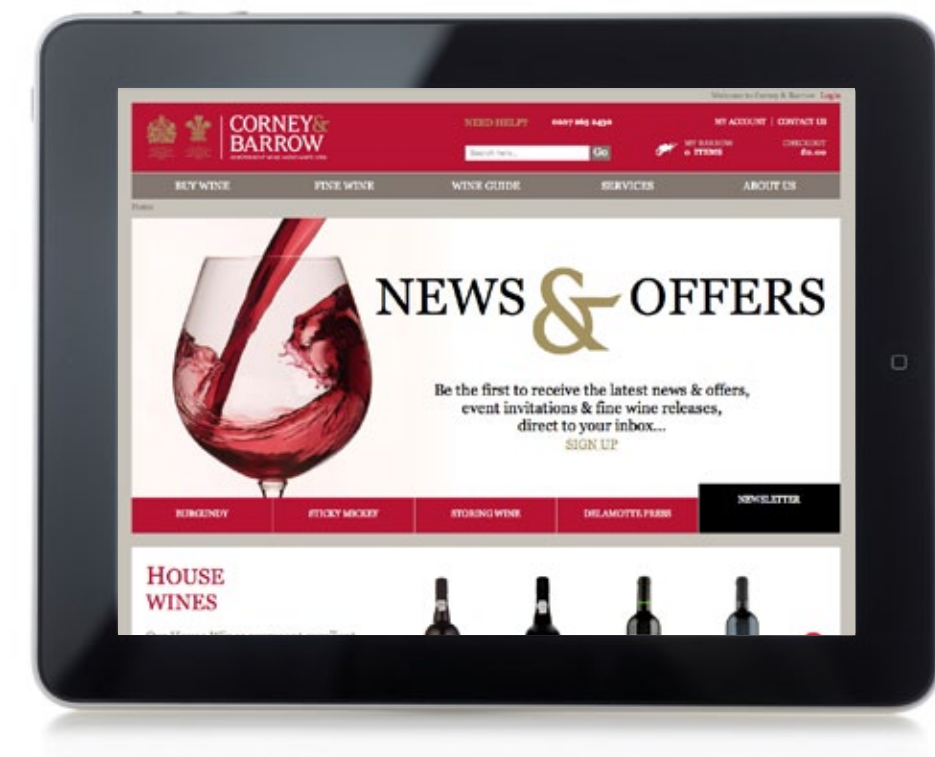 Welcome to Corney & Barrow Login
CORNEY&
BARROW
NEED HELP?
MY ACCOUNT | CONTACT US
Search here...
Go
MY BARROW
0 ITEMS
CHECKOUT
£0.00
BUY WINE
FINE WINE
WINE GUIDE
SERVICES
ABOUT US
Home
NEWS & OFFERS
Be the first to receive the latest news & offers,
event invitations & fine wine releases,
direct to your inbox...
SIGN UP
BURGUNDY
STICKY MICKEY
STORING WINE
DELAMOTTE PRESS
NEWSLETTER
HOUSE
WINES